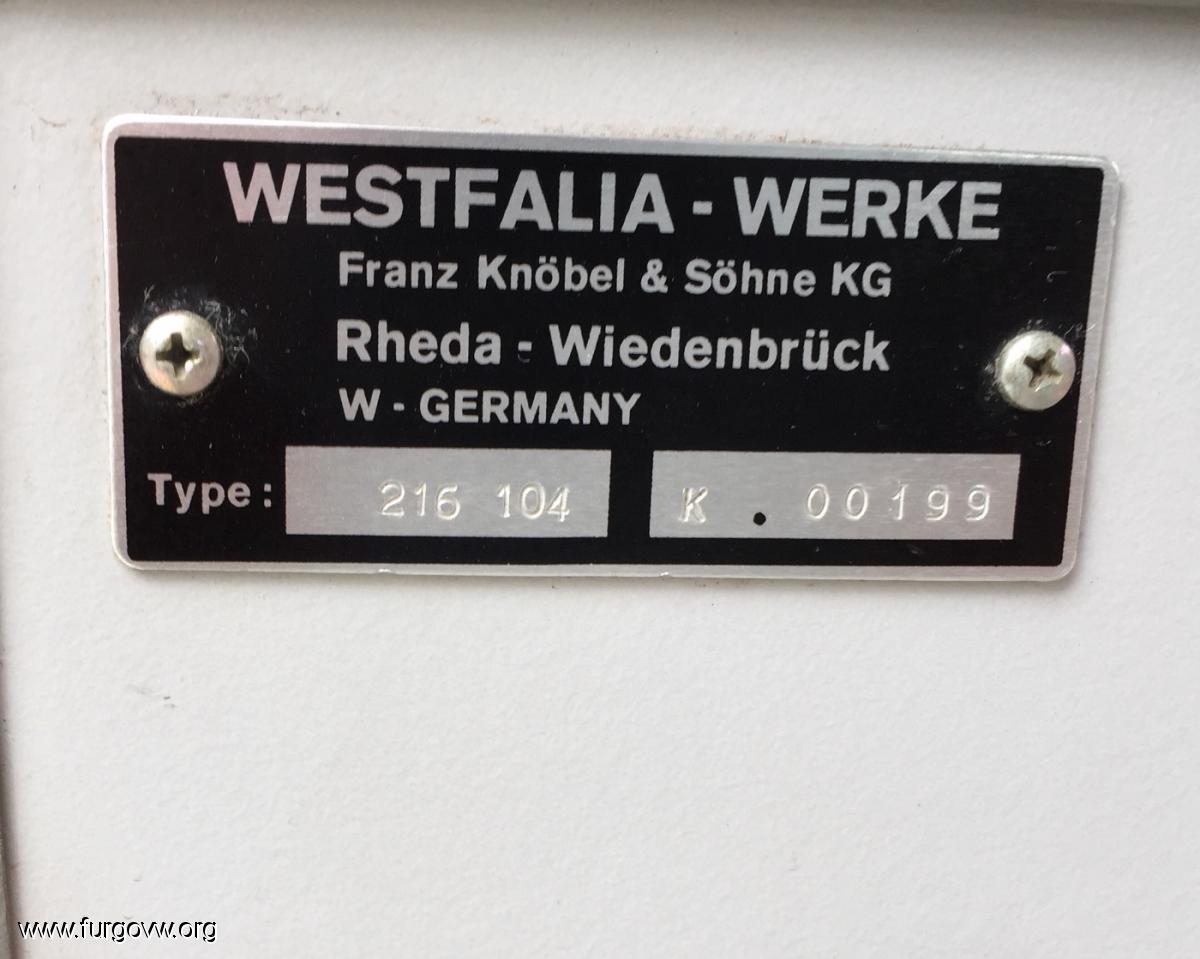 WESTFALIA - WERKE
Franz Knöbel & Söhne KG
Rheda - Wiedenbrück
W - GERMANY
Type: 216 104 K . 00199
www.furgovw.org